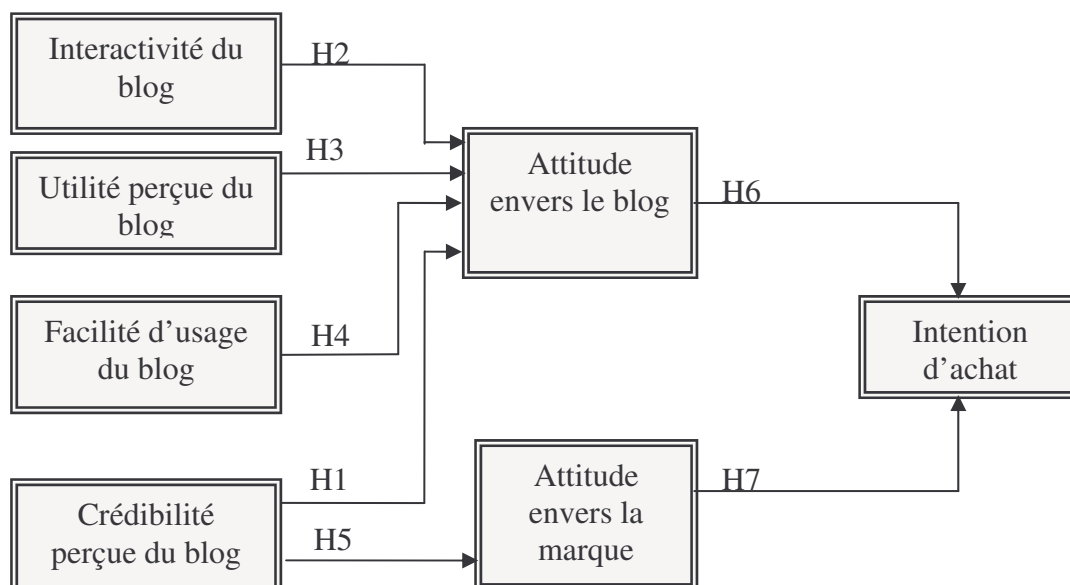 Interactivité du
blog
H2
Utilité perçue du
blog
H3
Attitude
envers le blog
H6
Facilité d’usage
du blog
H4
Intention
d’achat
Crédibilité
perçue du blog
H1
H5
Attitude
envers la
marque
H7